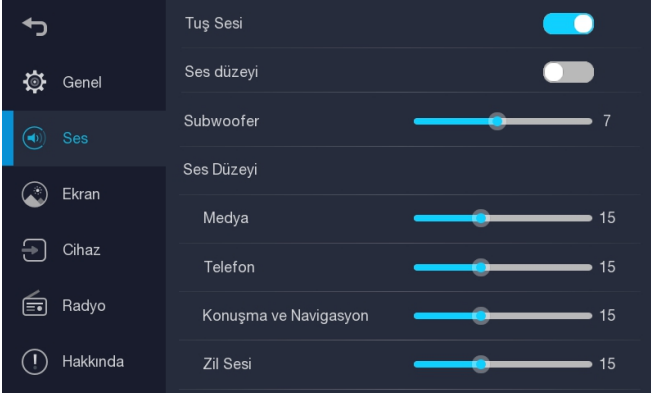 Tuş Sesi
Genel
Ses düzeyi
Ses
Subwoofer 7
Ses Düzeyi
Ekran
Medya 15
Cihaz
Telefon 15
Radyo
Konuşma ve Navigasyon 15
Hakkında
Zil Sesi 15